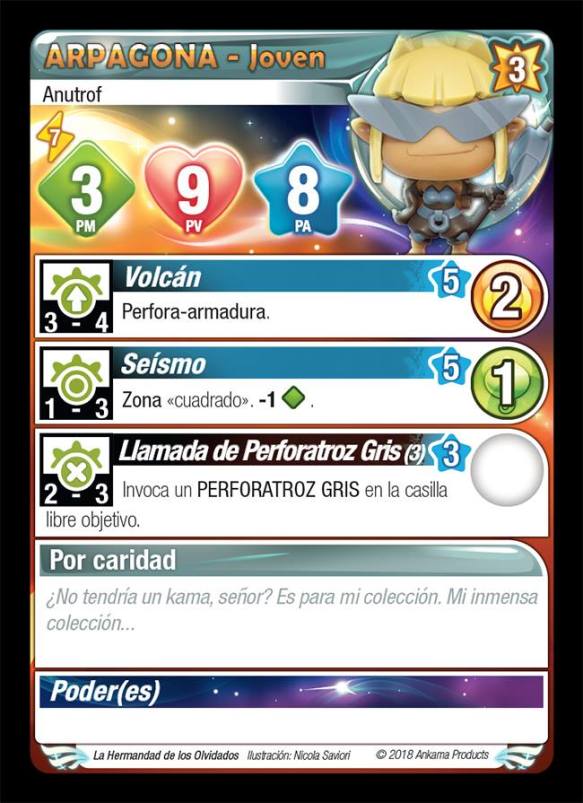 ARPAGONA - Joven
3
Anutrof
7
3
PM
9
PV
8
PA
Volcán
5
2
3 - 4
Perfora-armadura.
Seísmo
5
1
1 - 3
Zona «cuadrado». -1 .
Llamada de Perforatroz Gris (3)
3
2 - 3
Invoca un PERFORATROZ GRIS en la casilla
libre objetivo.
Por caridad
¿No tendría un kama, señor? Es para mi colección. Mi inmensa
colección...
Poder(es)
La Hermandad de los Olvidados Ilustración: Nicola Saviori © 2018 Ankama Products